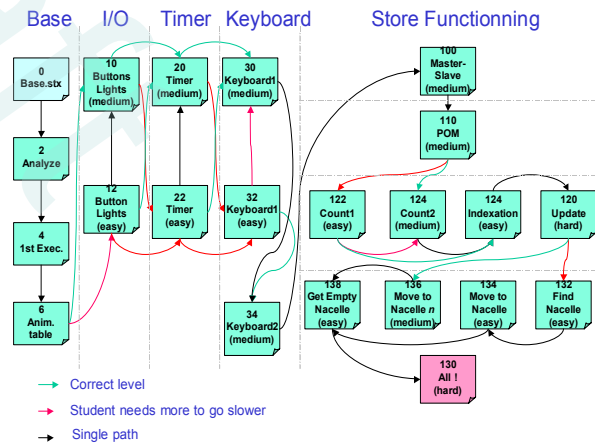 Base I/O Timer Keyboard Store Functionning
0
Base.stx
2
Analyze
4
1st Exec.
6
Anim.
table
10
Buttons
Lights
(medium)
12
Button
Lights
(easy)
20
Timer
(medium)
22
Timer
(easy)
30
Keyboard1
(medium)
32
Keyboard1
(easy)
34
Keyboard2
(medium)
100
Master-
Slave
(medium)
110
POM
(medium)
122
Count1
(easy)
124
Count2
(medium)
124
Indexation
(easy)
120
Update
(hard)
138
Get Empty
Nacelle
(easy)
136
Move to
Nacelle n
(medium)
134
Move to
Nacelle
(easy)
132
Find
Nacelle
(easy)
130
All !
(hard)
Correct level
Student needs more to go slower
Single path